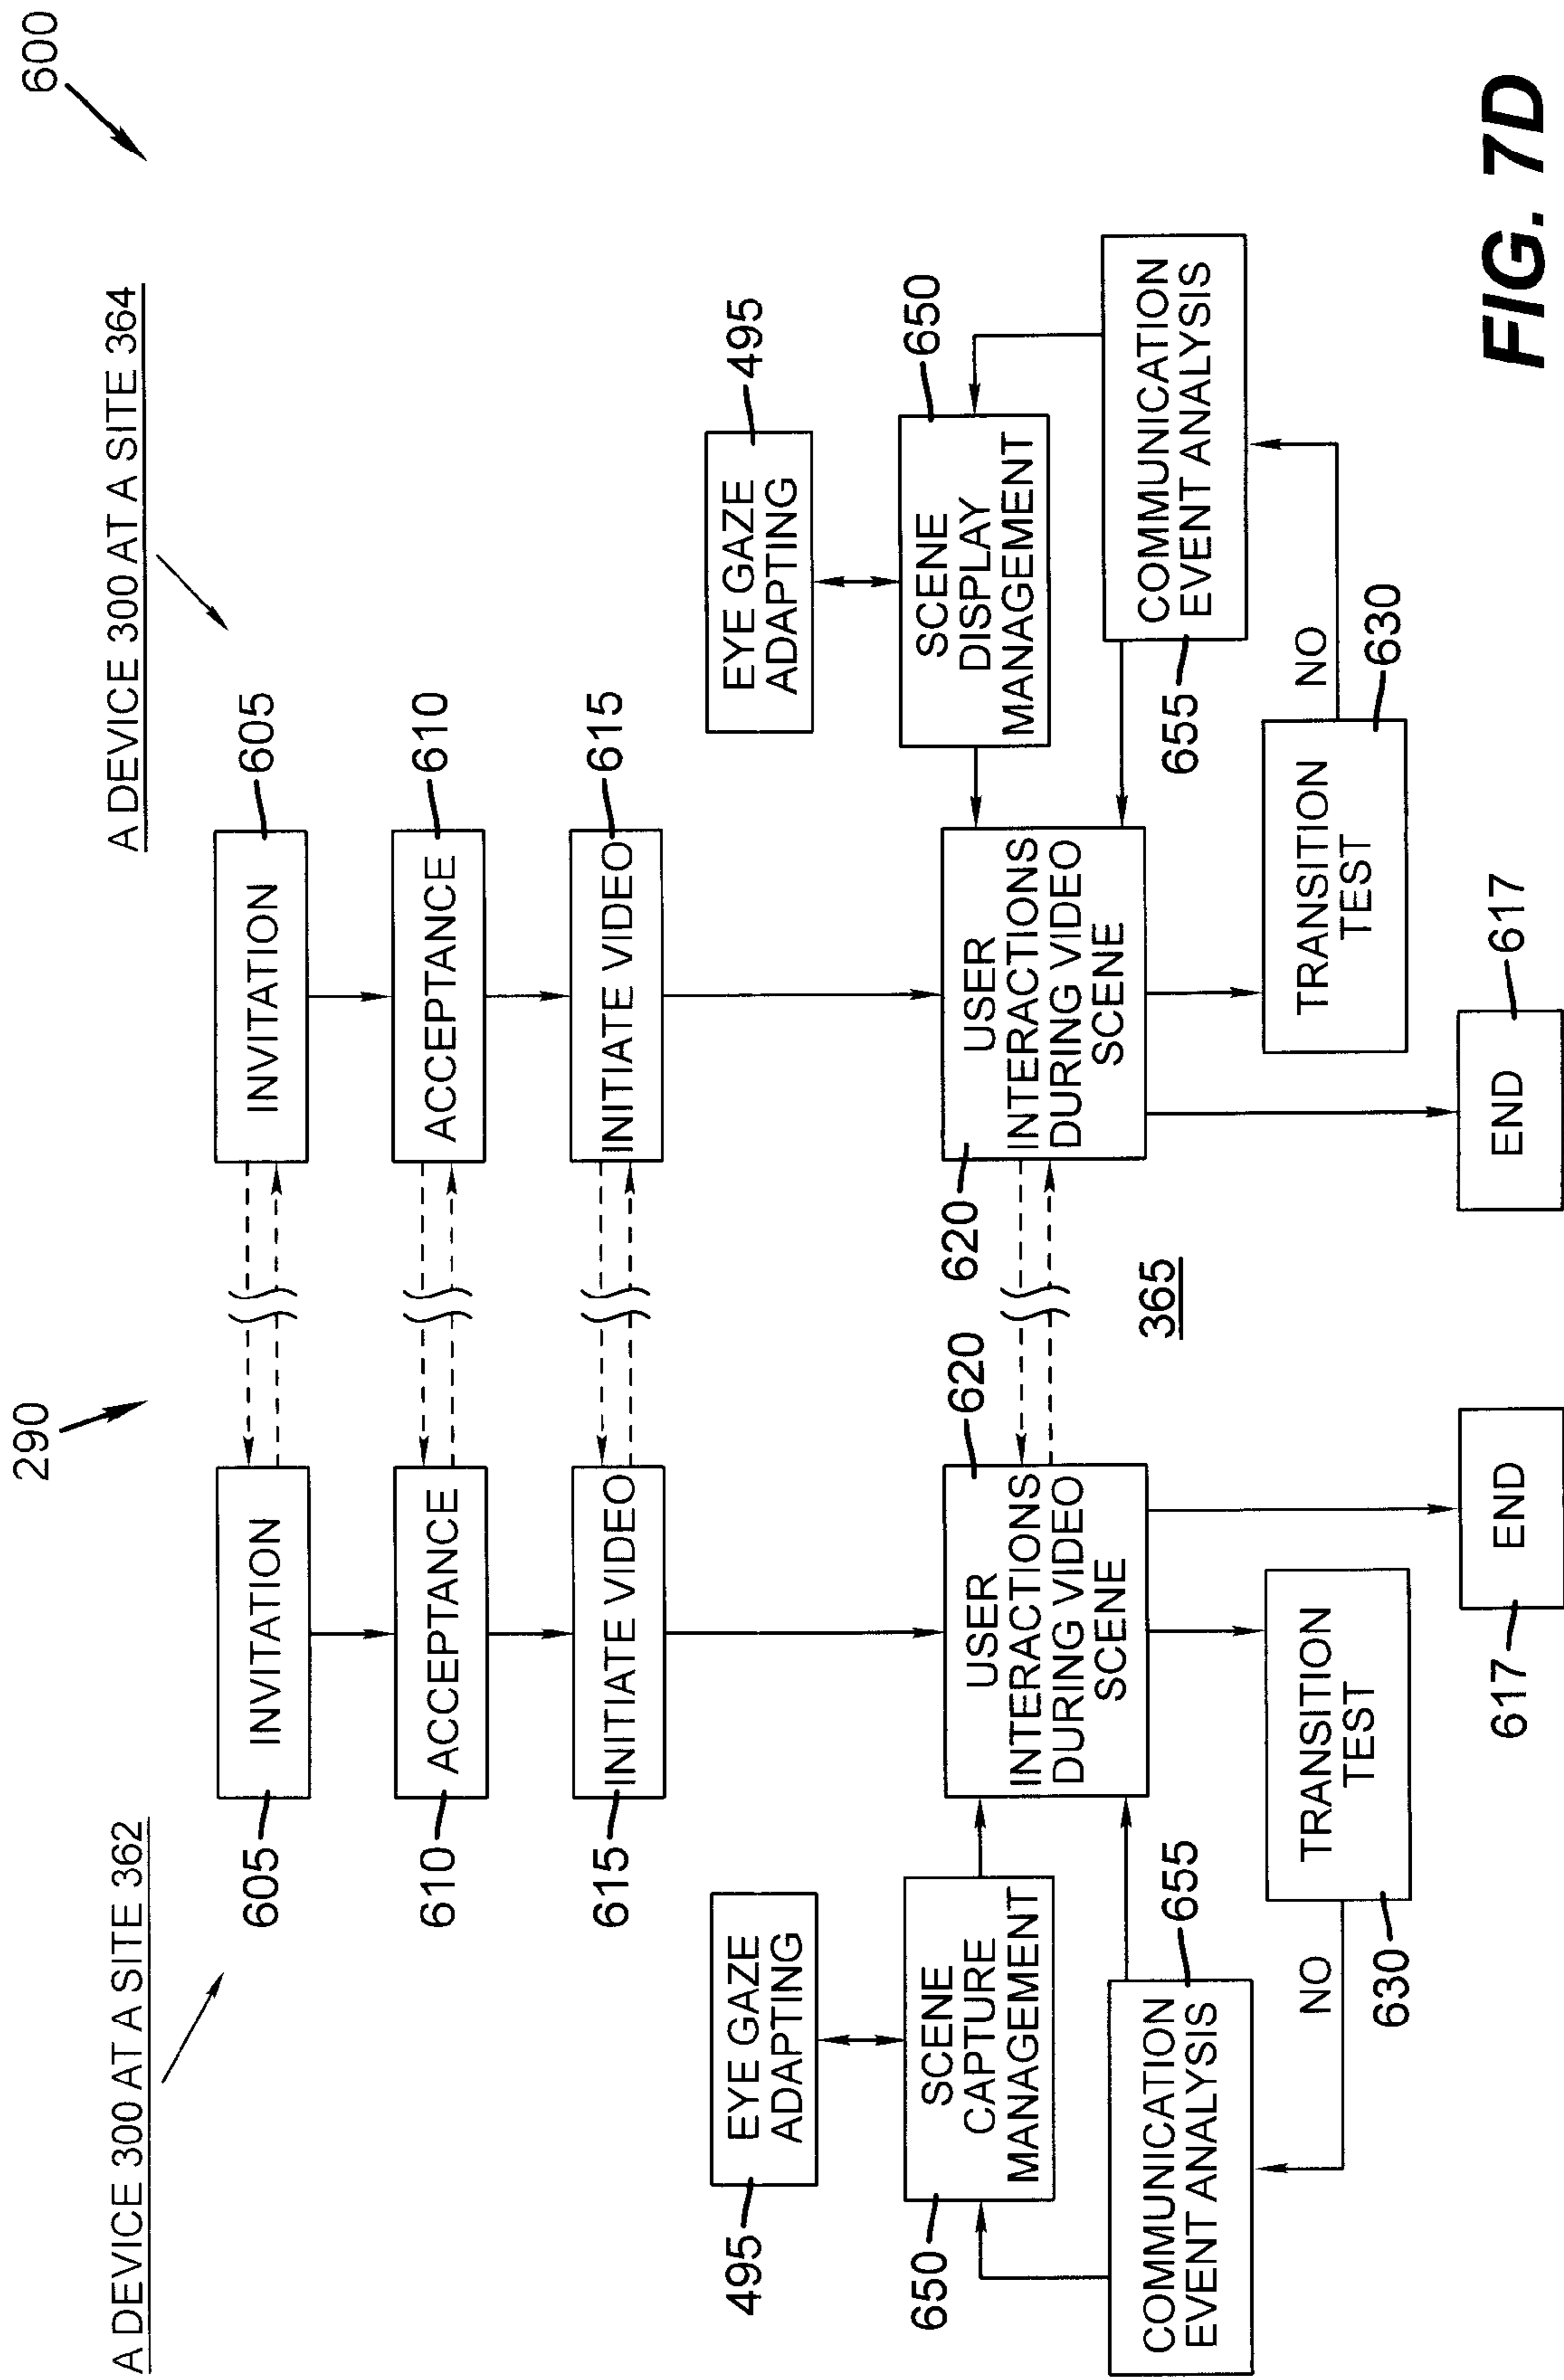 600
290
A DEVICE 300 AT A SITE 362
A DEVICE 300 AT A SITE 364
605
INVITATION
INVITATION
605
610
ACCEPTANCE
ACCEPTANCE
610
615
INITIATE VIDEO
INITIATE VIDEO
615
495
EYE GAZE
ADAPTING
EYE GAZE
ADAPTING
495
650
SCENE
CAPTURE
MANAGEMENT
USER
INTERACTIONS
DURING VIDEO
SCENE
620
620
USER
INTERACTIONS
DURING VIDEO
SCENE
SCENE
DISPLAY
MANAGEMENT
650
COMMUNICATION
EVENT ANALYSIS
655
365
655
COMMUNICATION
EVENT ANALYSIS
NO
630
TRANSITION
TEST
TRANSITION
TEST
NO
630
617
END
END
617
FIG. 7D